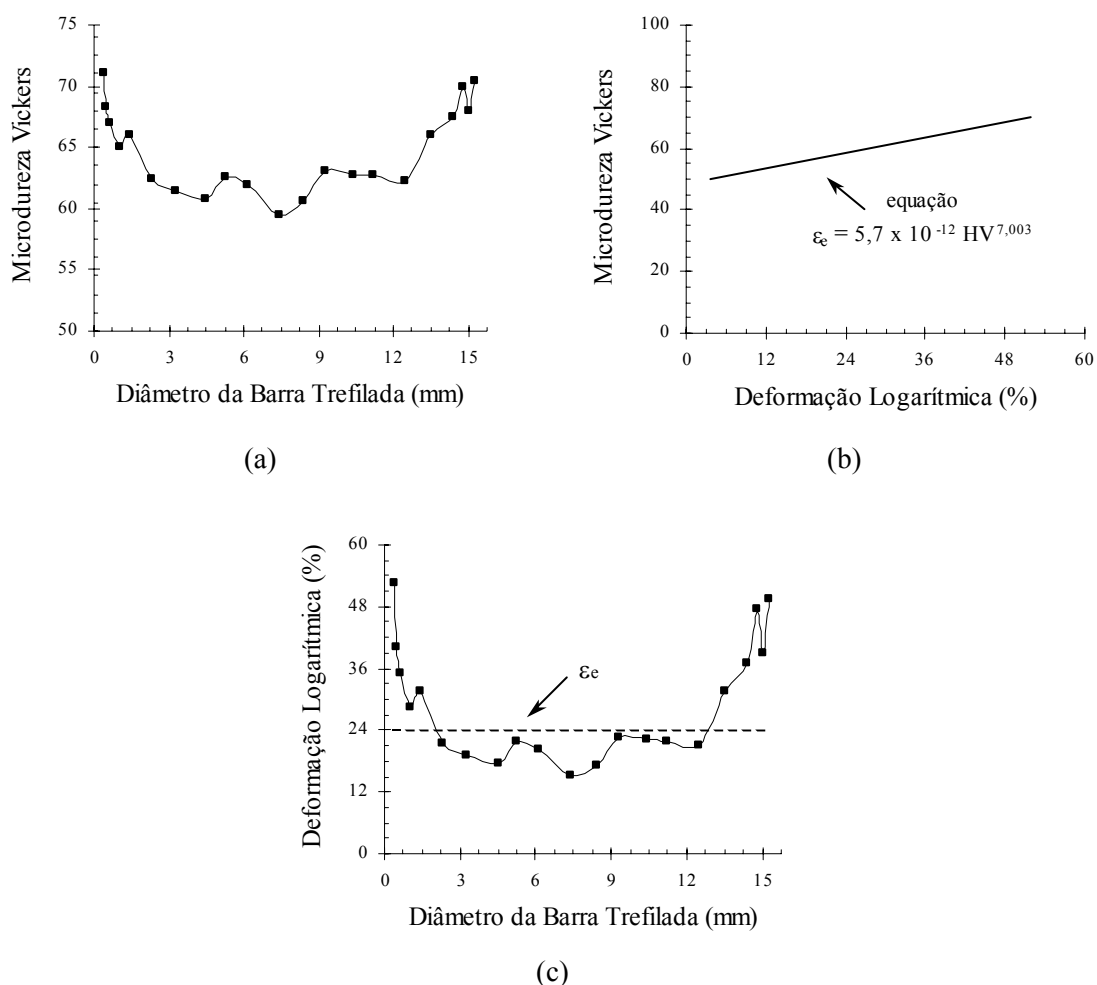 75
70
65
60
55
50
Microdureza Vickers
0 3 6 9 12 15
Diâmetro da Barra Trefilada (mm)
(a)
100
80
60
40
20
0
Microdureza Vickers
equação
εe = 5,7 x 10 -12 HV7,003
0 12 24 36 48 60
Deformação Logarítmica (%)
(b)
60
48
36
24
12
0
Deformação Logarítmica (%)
εe
0 3 6 9 12 15
Diâmetro da Barra Trefilada (mm)
(c)